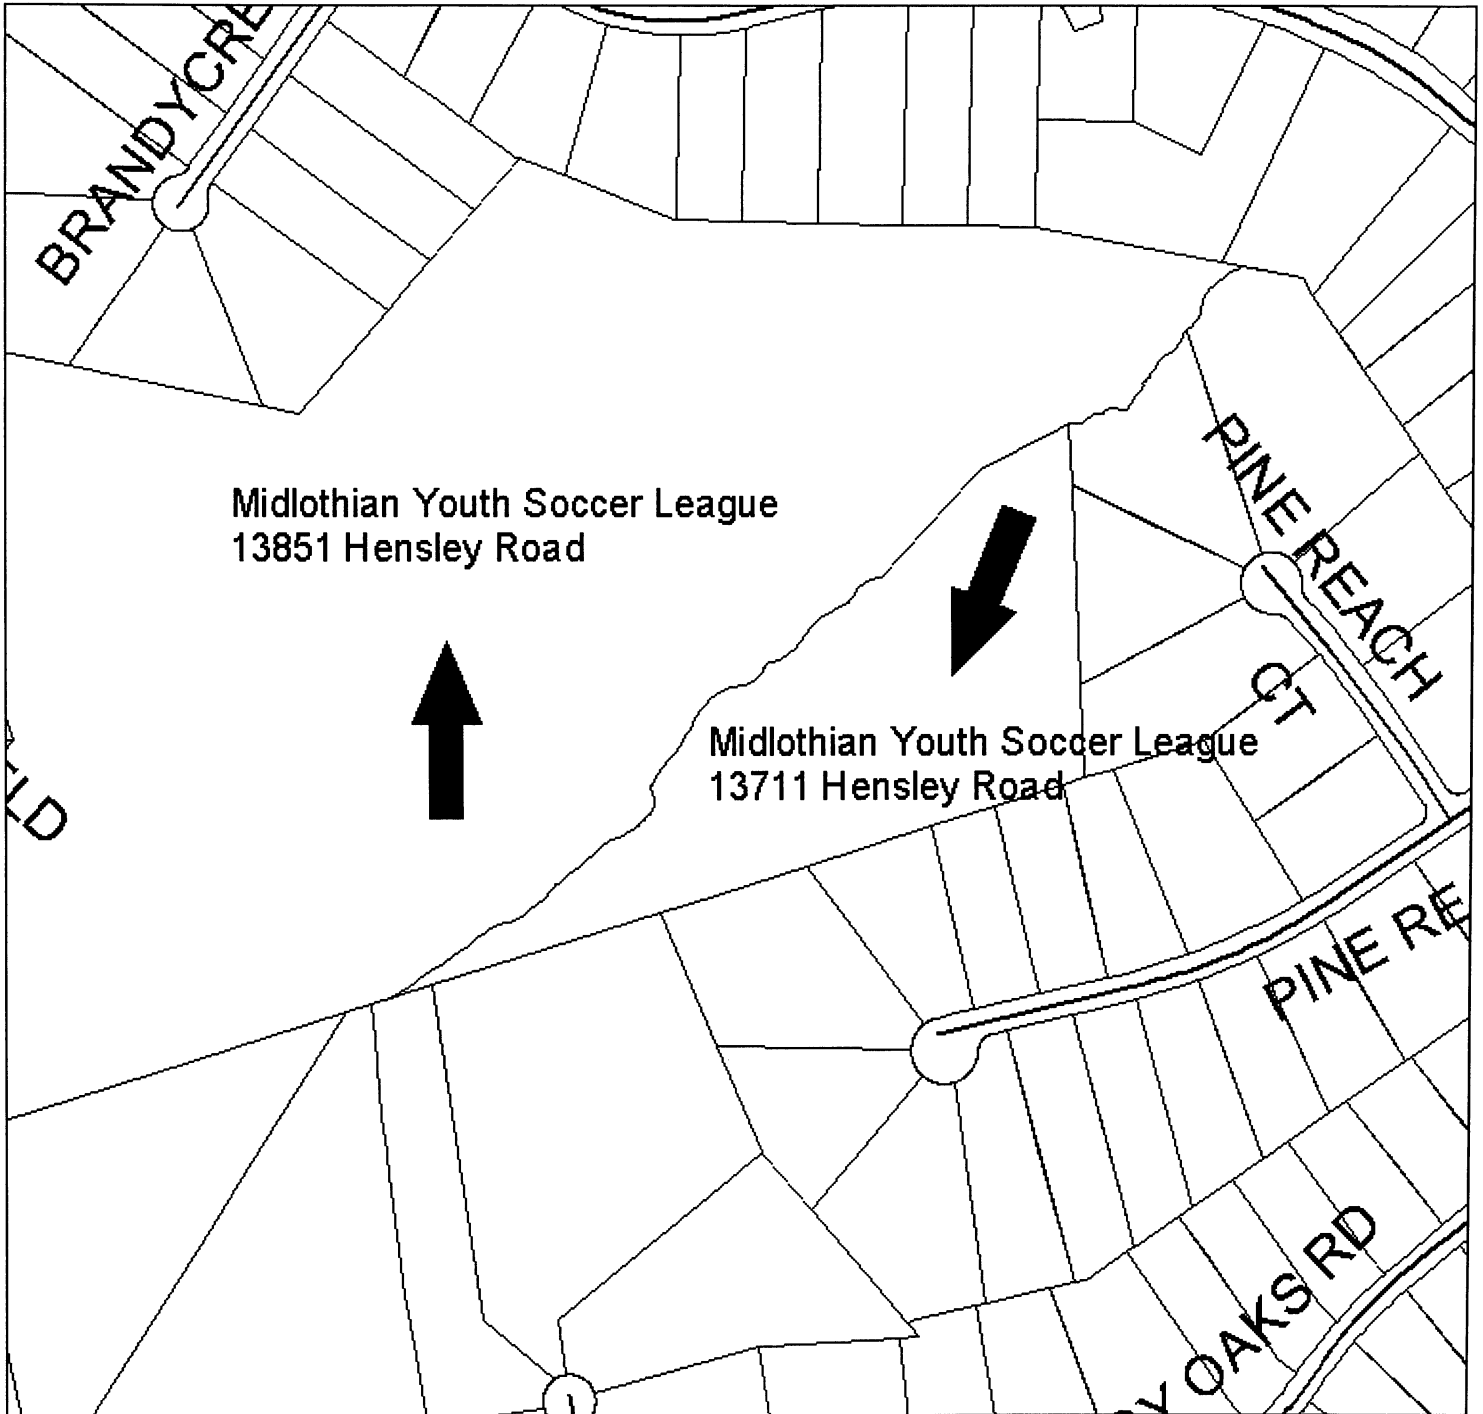 BRANDYCRE
Midlothian Youth Soccer League
13851 Hensley Road
PINE REACH
CT
Midlothian Youth Soccer League
13711 Hensley Road
LD
PINE RE
OAKS RD